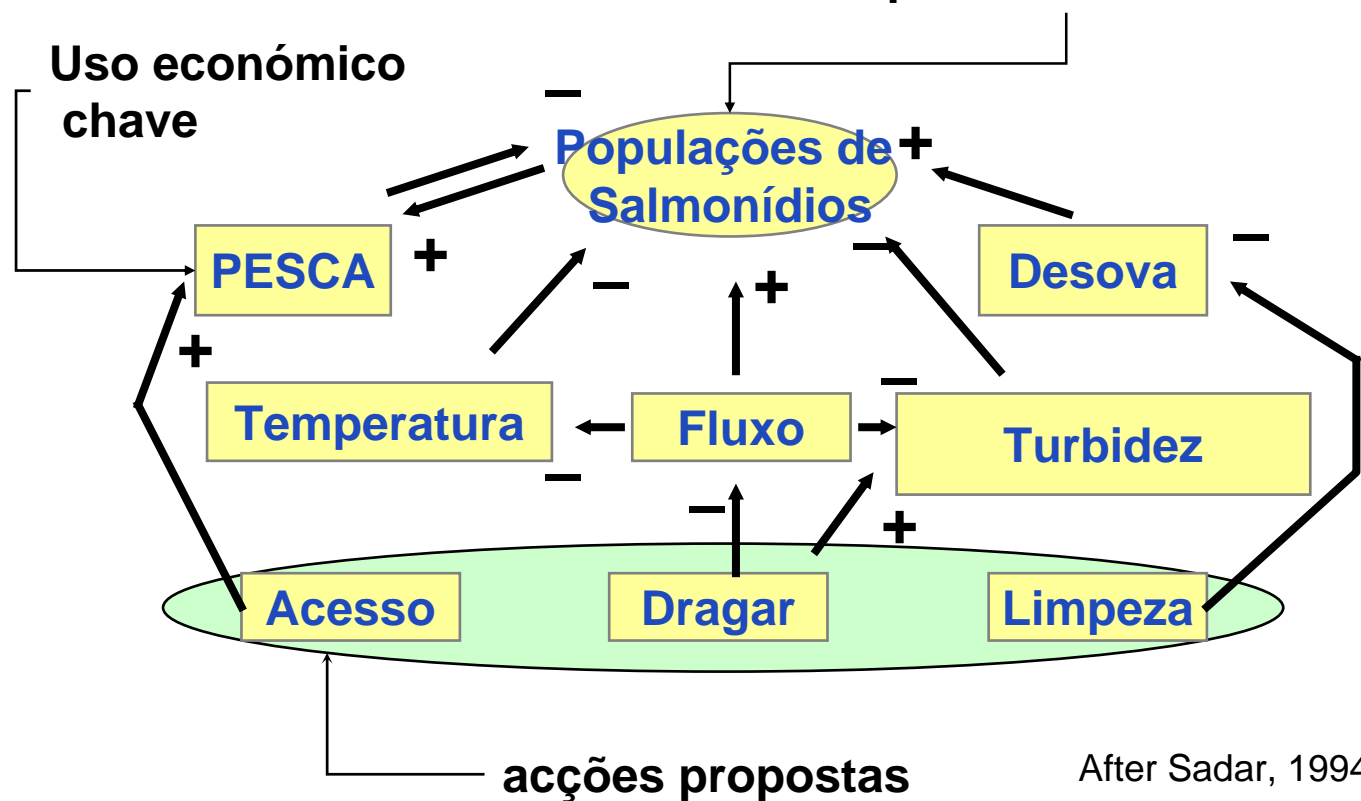 Uso económico
chave
–
Populações de
Salmonídios
+
PESCA
+
–
–
+
Desova
–
+
Temperatura
Fluxo
–
Turbidez
–
–
+
Acesso
Dragar
Limpeza
acções propostas
After Sadar, 1994